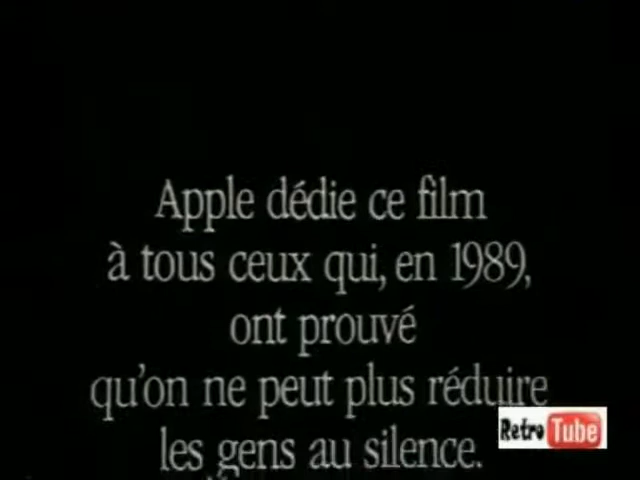 Apple dédie ce film
à tous ceux qui, en 1989,
ont prouvé
qu'on ne peut plus réduire
les gens au silence.
Retro Tube